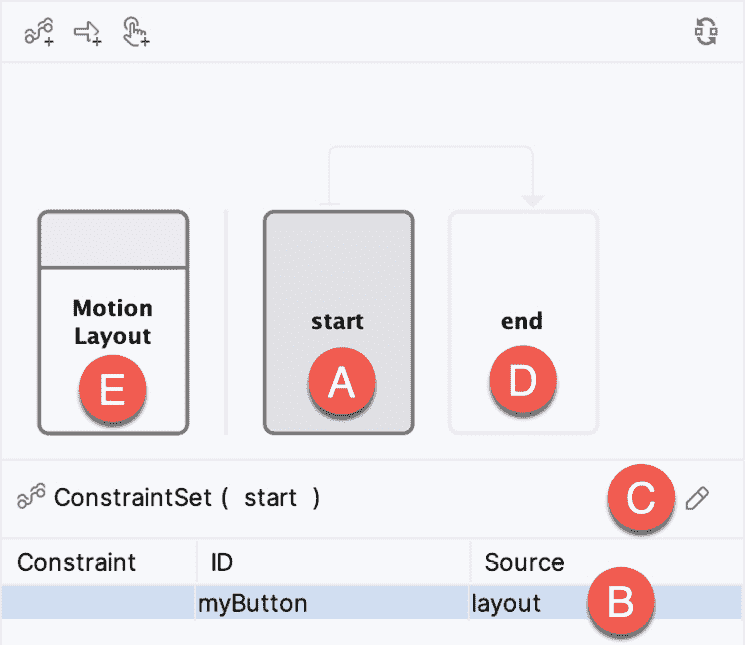 Motion
Layout
start
end
E
A
D
ConstraintSet ( start )
C
Constraint ID Source
myButton layout
B